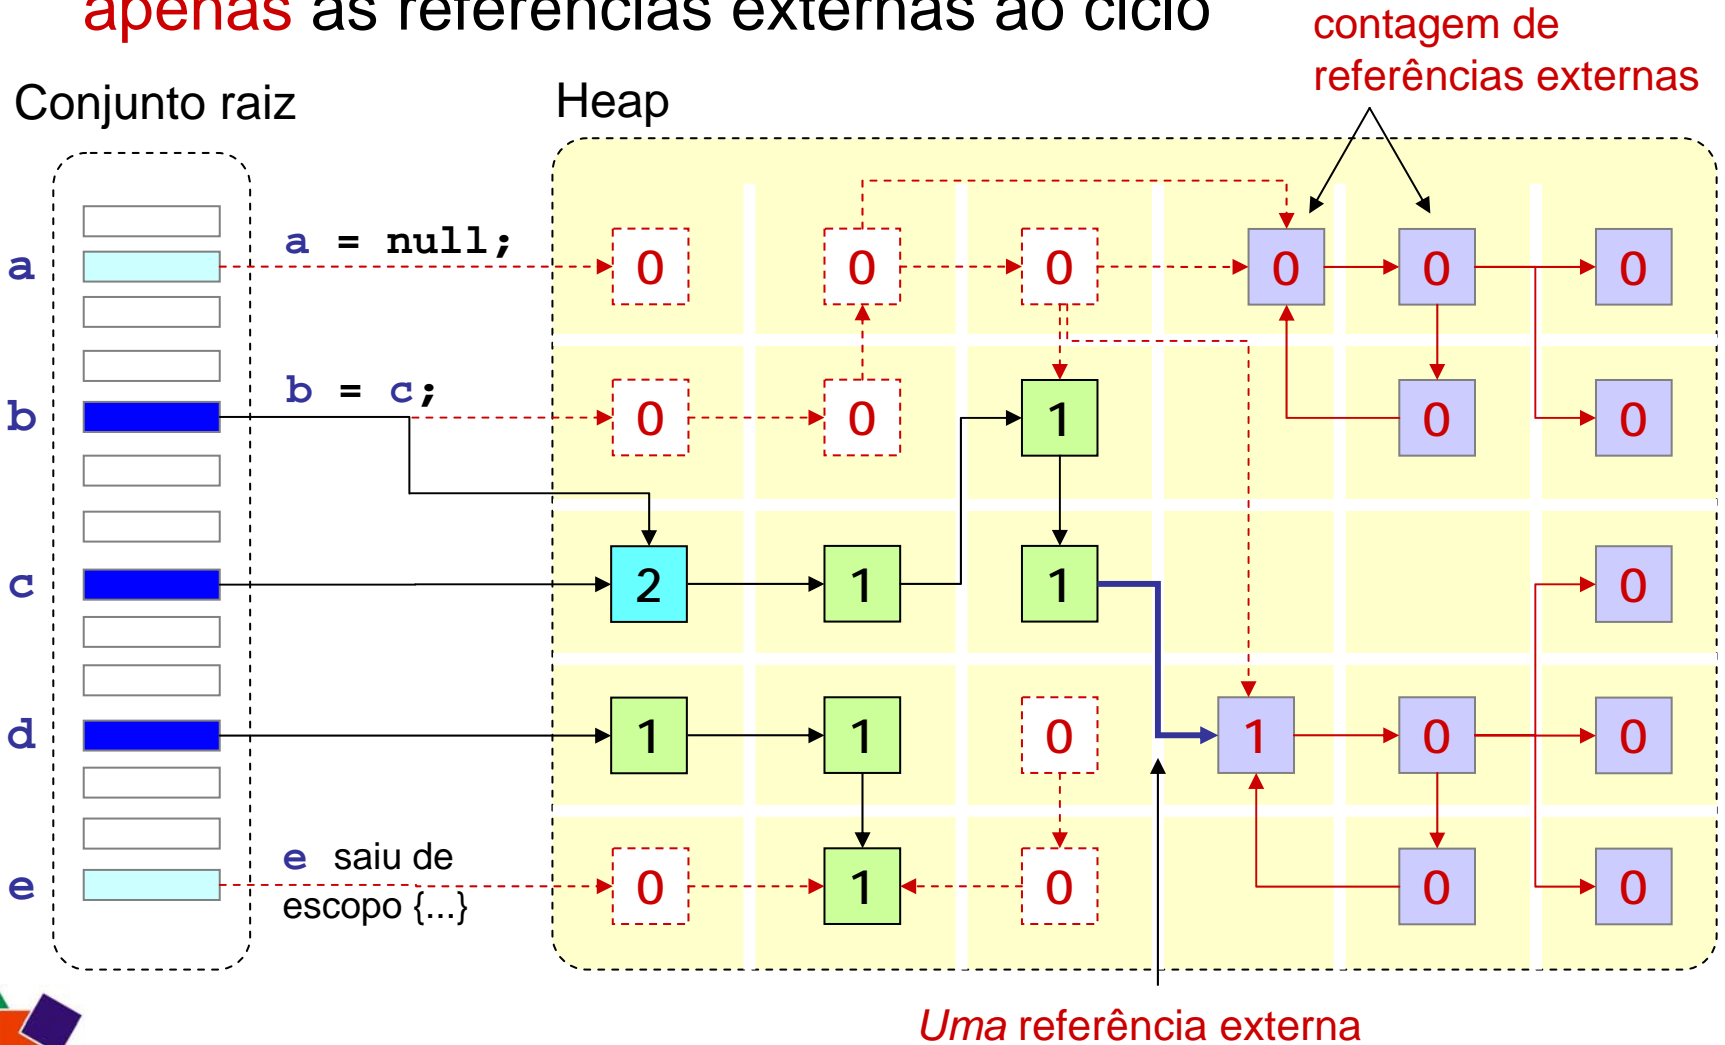 apenas as referências externas ao ciclo
contagem de
referências externas
Conjunto raiz
Heap
a
a = null;
0 0 0 0 0 0
b
b = c;
0 0 1 0 0
c
2 1 1 0
d
1 1 0 1 0 0
e
e saiu de
escopo {...}
0 1 0 0 0
Uma referência externa